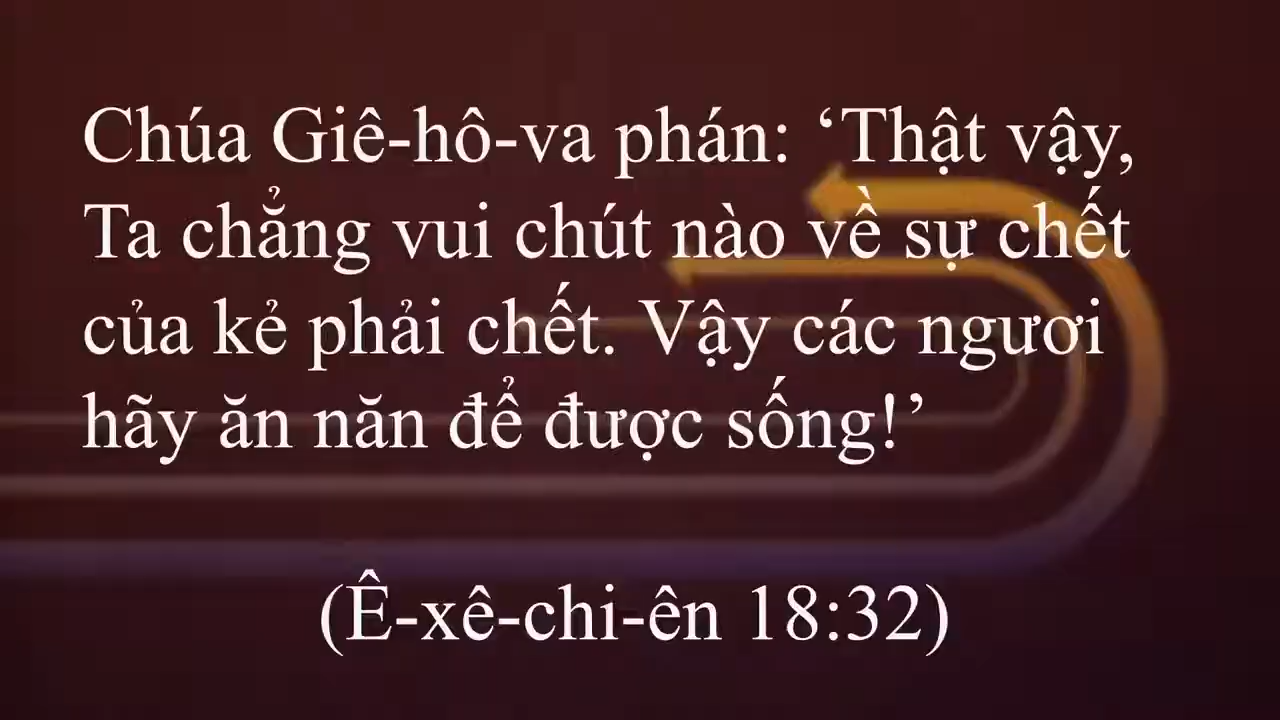 Chúa Giê-hô-va phán: ‘Thật vậy,
Ta chẳng vui chút nào về sự chết
của kẻ phải chết. Vậy các ngươi
hãy ăn năn để được sống!’
(Ê-xê-chi-ên 18:32)